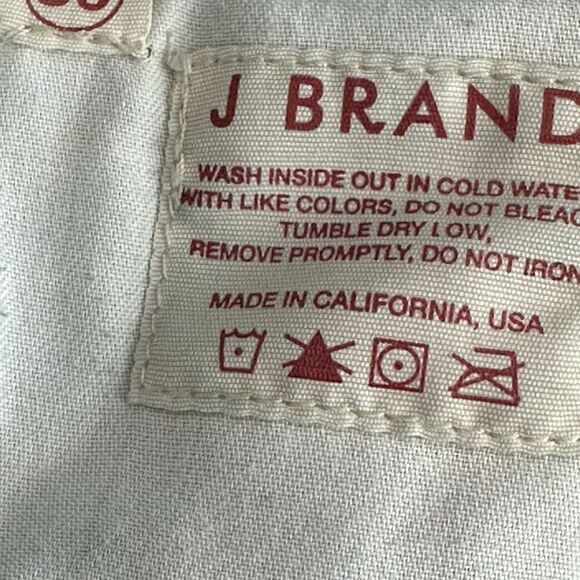 J BRAND
WASH INSIDE OUT IN COLD WATE
WITH LIKE COLORS, DO NOT BLEAC
TUMBLE DRY LOW,
REMOVE PROMPTLY, DO NOT IRON
MADE IN CALIFORNIA, USA